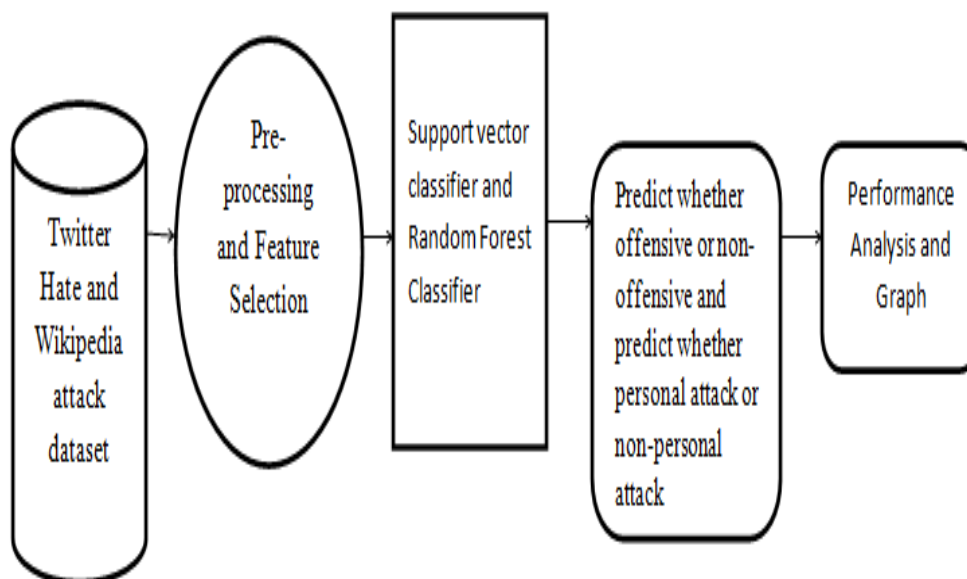 Twitter
Hate and
Wikipedia
attack
dataset
Pre-
processing
and Feature
Selection
Support vector
classifier and
Random Forest
Classifier
Predict whether
offensive or non-
offensive and
predict whether
personal attack or
non-personal
attack
Performance
Analysis and
Graph